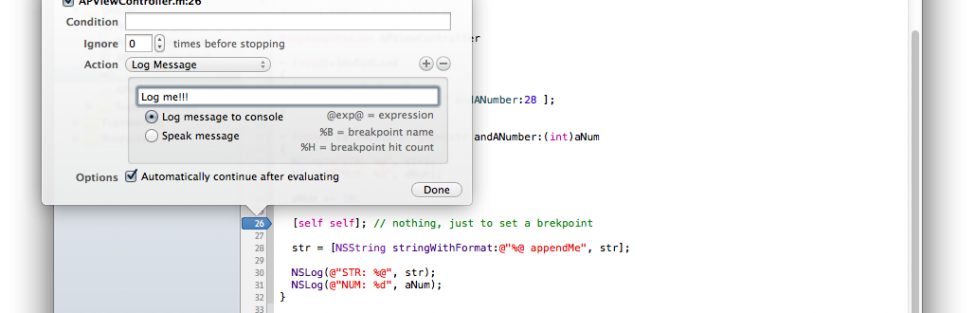 APViewController.m:26
Condition
Ignore 0 times before stopping
Action Log Message
Log me!!!
Log message to console @exp@ = expression
Speak message %B = breakpoint name
%H = breakpoint hit count
Options Automatically continue after evaluating
Done
ANumber:28 ];
andANumber:(int)aNum
26 [self self]; // nothing, just to set a brekpoint
27
28 str = [NSString stringWithFormat:@"%@ appendMe", str];
29
30 NSLog(@"STR: %@", str);
31 NSLog(@"NUM: %d", aNum);
32 }
33